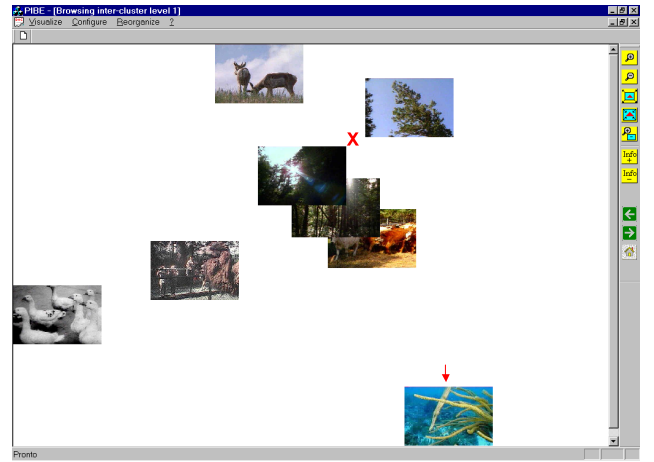 PIBE - [Browsing inter-cluster level 1]
Visualize Configure Reorganize ?
X
Info
+
Info
-
Pronto